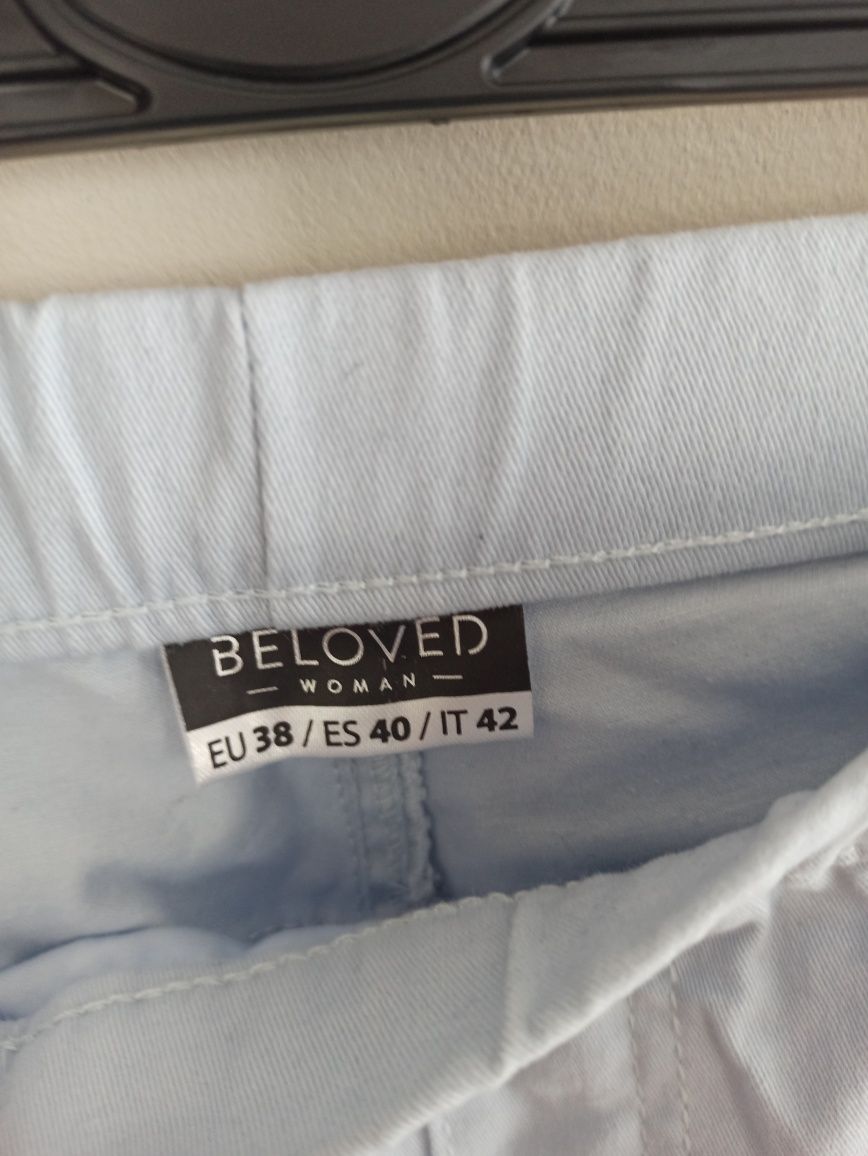 BELOVED
— WOMAN —
EU 38 / ES 40 / IT 42